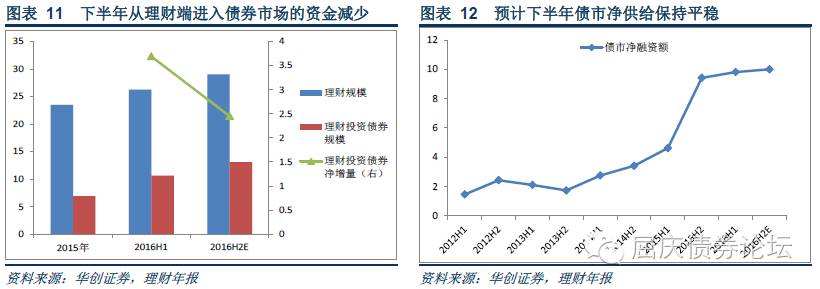 图表 11 下半年从理财端进入债券市场的资金减少
35
30
25
20
15
10
5
0
4
3.5
3
2.5
2
1.5
1
0.5
0
2015年
2016H1
2016H2E
理财规模
理财投资债券
规模
理财投资债券
净增量（右）
资料来源：华创证券，理财年报
图表 12 预计下半年债市净供给保持平稳
债市净融资额
12
10
8
6
4
2
0
2012H1
2012H2
2013H1
2013H2
2014H2
2015H1
2016H2E
屈庆债券论坛
资料来源：华创证券，理财年报